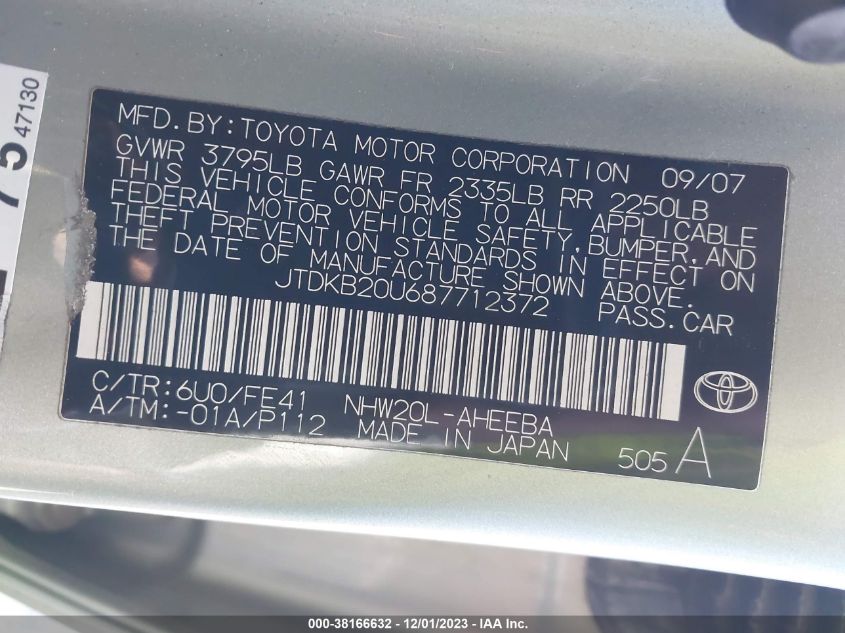 MFD.BY:TOYOTA MOTOR CORPORATION 09/07
GVWR 3795LB GAWR FR 2335LB RR 2250LB
THIS VEHICLE CONFORMS TO ALL APPLICABLE
FEDERAL MOTOR VEHICLE SAFETY,BUMPER,AND
THEFT PREVENTION STANDARDS IN EFFECT ON
THE DATE OF MANUFACTURE SHOWN ABOVE.
JTDKB20U687712372 PASS.CAR
C/TR:6U0/FE41 NHW20L-AHEEBA
A/TM:-01A/P112 MADE IN JAPAN 505 A
47130
75
000-38166632 - 12/01/2023 - IAA Inc.